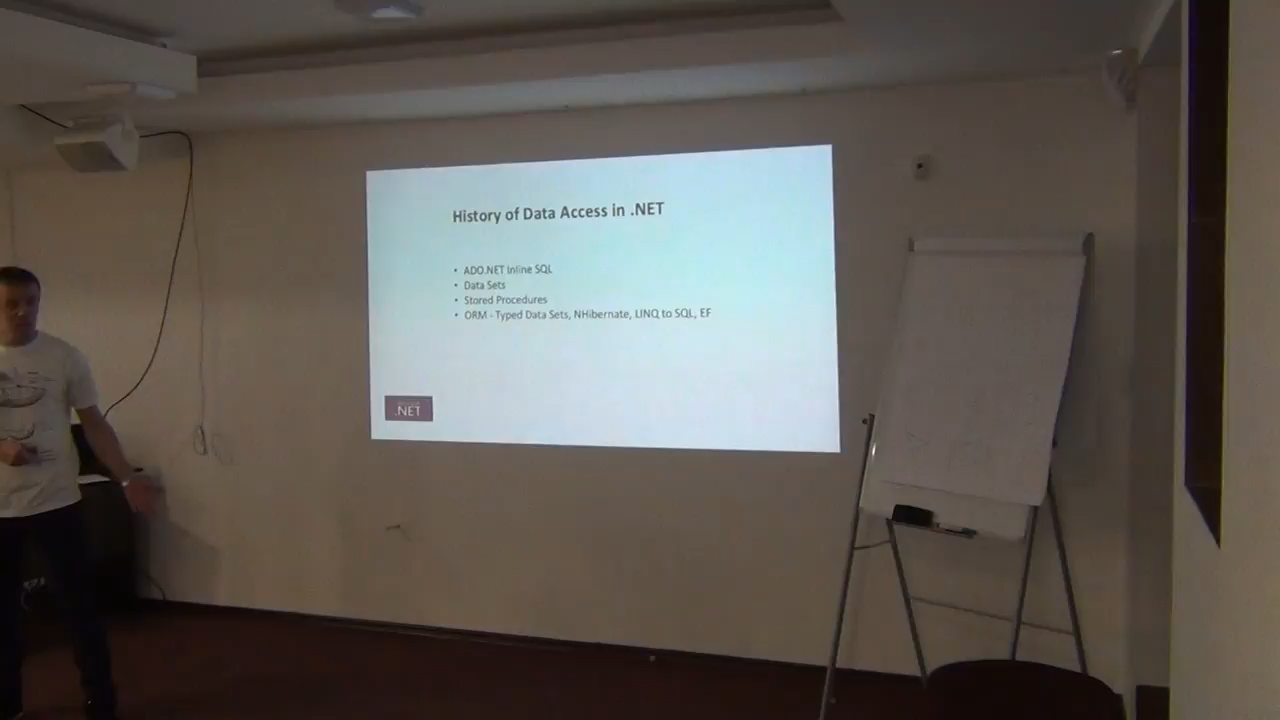 History of Data Access in .NET
• ADO.NET Inline SQL
• Data Sets
• Stored Procedures
• ORM - Typed Data Sets, NHibernate, LINQ to SQL, EF
.NET